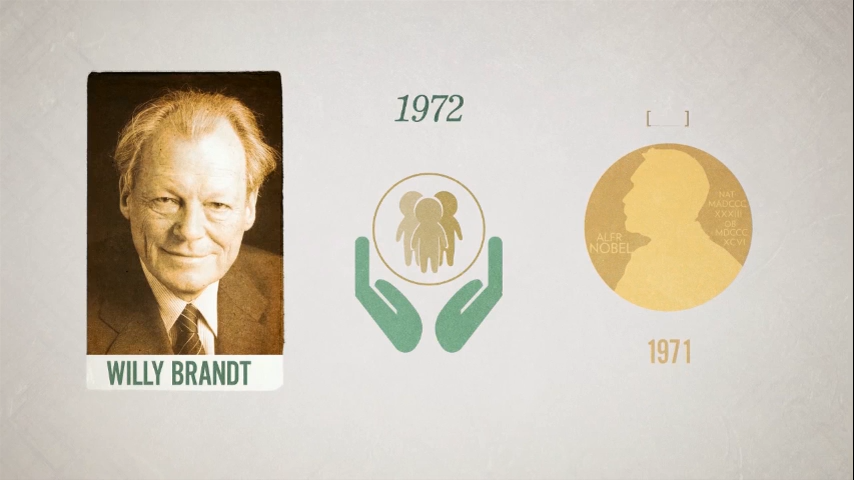 1972
[ ]
NAT
MDCCC
XXXIII
OB
MDCCC
XCVI
ALFR
NOBEL
1971
WILLY BRANDT